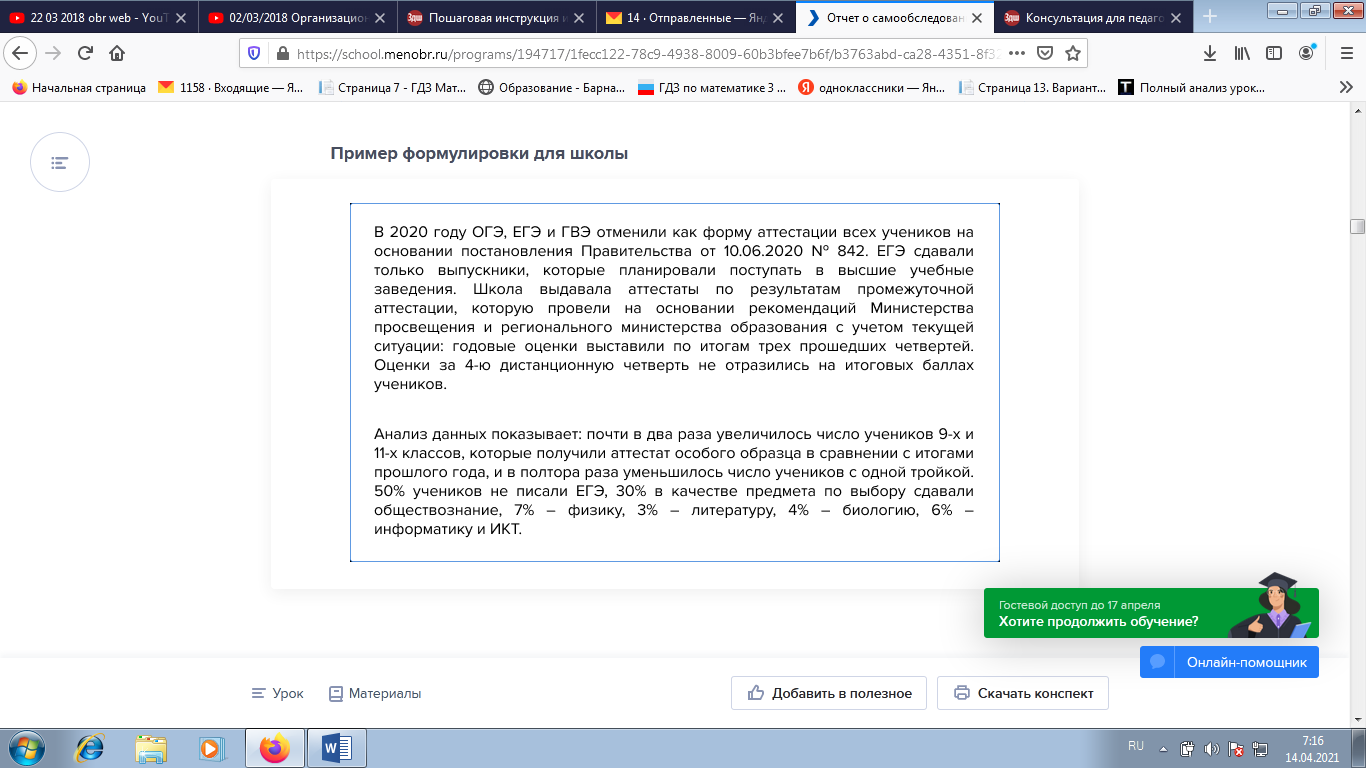 22 03 2018 obr web - YouT
02/03/2018 Организацион
Пошаговая инструкция и
14 · Отправленные — Янд
Отчет о самообследован
Консультация для педаго
https://school.menobr.ru/programs/194717/1fecc122-78c9-4938-8009-60b3bfee7b6f/b3763abd-ca28-4351-8f32
Начальная страница
1158 · Входящие — Я...
Страница 7 - ГДЗ Мат...
Образование - Барна...
ГДЗ по математике 3 ...
одноклассники — Ян...
Страница 13. Вариант...
Полный анализ урок...
Пример формулировки для школы
В 2020 году ОГЭ, ЕГЭ и ГВЭ отменили как форму аттестации всех учеников на
основании постановления Правительства от 10.06.2020 № 842. ЕГЭ сдавали
только выпускники, которые планировали поступать в высшие учебные
заведения. Школа выдавала аттестаты по результатам промежуточной
аттестации, которую провели на основании рекомендаций Министерства
просвещения и регионального министерства образования с учетом текущей
ситуации: годовые оценки выставили по итогам трех прошедших четвертей.
Оценки за 4-ю дистанционную четверть не отразились на итоговых баллах
учеников.
Анализ данных показывает: почти в два раза увеличилось число учеников 9-х и
11-х классов, которые получили аттестат особого образца в сравнении с итогами
прошлого года, и в полтора раза уменьшилось число учеников с одной тройкой.
50% учеников не писали ЕГЭ, 30% в качестве предмета по выбору сдавали
обществознание, 7% – физику, 3% – литературу, 4% – биологию, 6% –
информатику и ИКТ.
Гостевой доступ до 17 апреля
Хотите продолжить обучение?
Онлайн-помощник
Урок
Материалы
Добавить в полезное
Скачать конспект
RU
7:16
14.04.2021